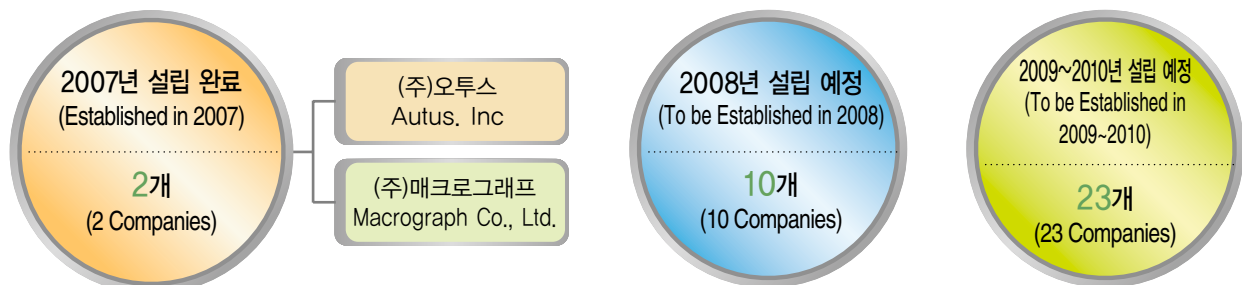 2007년 설립 완료
(Established in 2007)
2개
(2 Companies)
(주)오투스
Autus. Inc
(주)매크로그래프
Macrograph Co., Ltd.
2008년 설립 예정
(To be Established in 2008)
10개
(10 Companies)
2009~2010년 설립 예정
(To be Established in
2009~2010)
23개
(23 Companies)